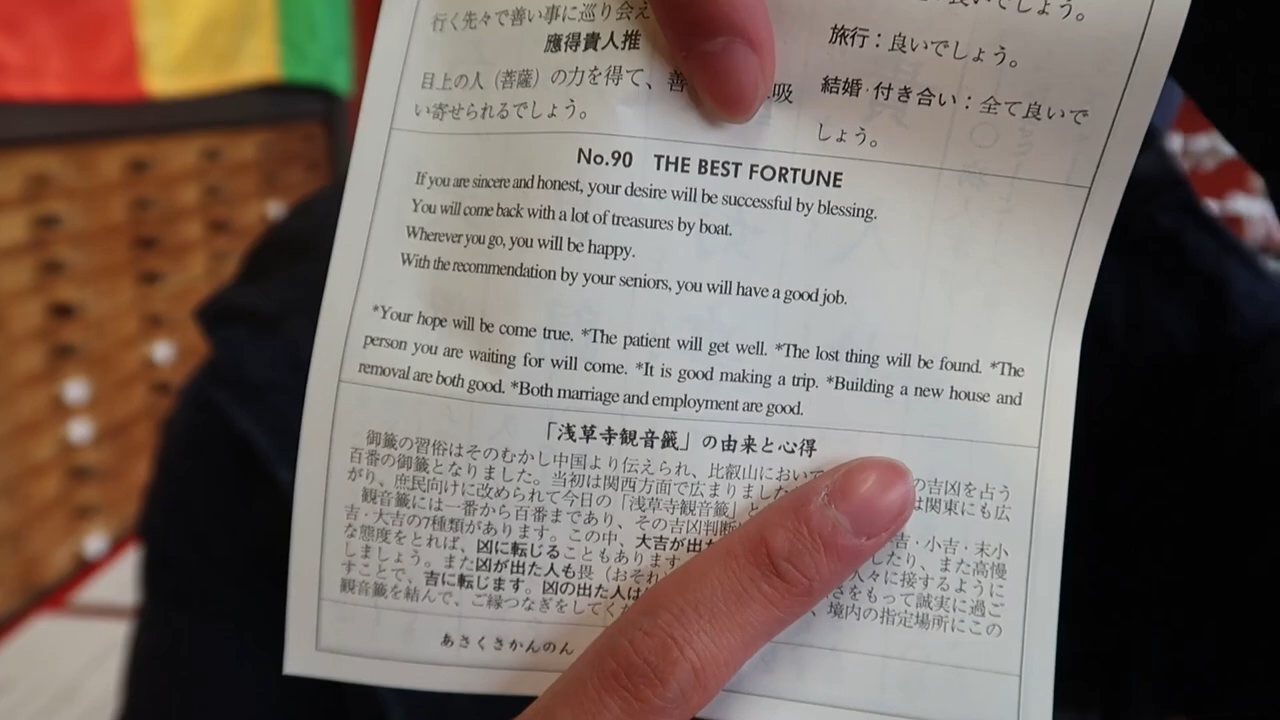 行く先々で善い事に巡り会え
應得貴人推
目上の人（菩薩）の力を得て、善 吸
い寄せられるでしょう。
良いでしょう。
旅行：良いでしょう。
結婚・付き合い：全て良いで
しょう。
No.90 THE BEST FORTUNE
If you are sincere and honest, your desire will be successful by blessing.
You will come back with a lot of treasures by boat.
Wherever you go, you will be happy.
With the recommendation by your seniors, you will have a good job.
*Your hope will be come true. *The patient will get well. *The lost thing will be found. *The
person you are waiting for will come. *It is good making a trip. *Building a new house and
removal are both good. *Both marriage and employment are good.
「浅草寺観音籤」の由来と心得
御籤の習俗はそのむかし中国より伝えられ、比叡山において の吉凶を占う
百番の御籤となりました。当初は関西方面で広まりました は関東にも広
がり、庶民向けに改められて今日の「浅草寺観音籤」と
観音籤には一番から百番まであり、その吉凶判断 吉・小吉・末小
吉・大吉の7種類があります。この中、大吉が出た したり、また高慢
な態度をとれば、凶に転じることもあります 人々に接するように
しましょう。また凶が出た人も畏（おそれ） さをもって誠実に過ご
すことで、吉に転じます。凶の出た人は 、境内の指定場所にこの
観音籤を結んで、ご縁つなぎをしてく
あさくさかんのん